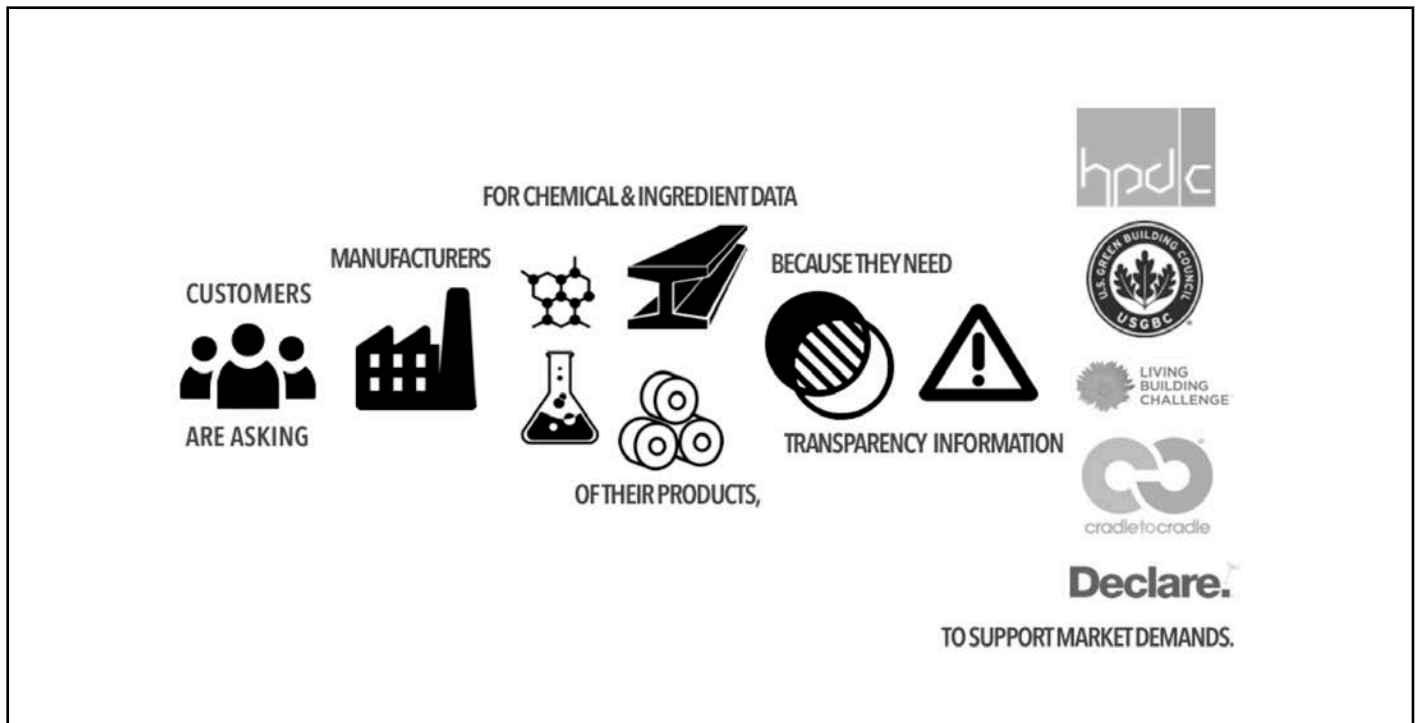 CUSTOMERS
ARE ASKING
MANUFACTURERS
FOR CHEMICAL & INGREDIENT DATA
OF THEIR PRODUCTS,
BECAUSE THEY NEED
TRANSPARENCY INFORMATION
hpdc
U.S. GREEN BUILDING COUNCIL
USGBC
LIVING
BUILDING
CHALLENGE
cradletocradle
Declare.
TO SUPPORT MARKET DEMANDS.